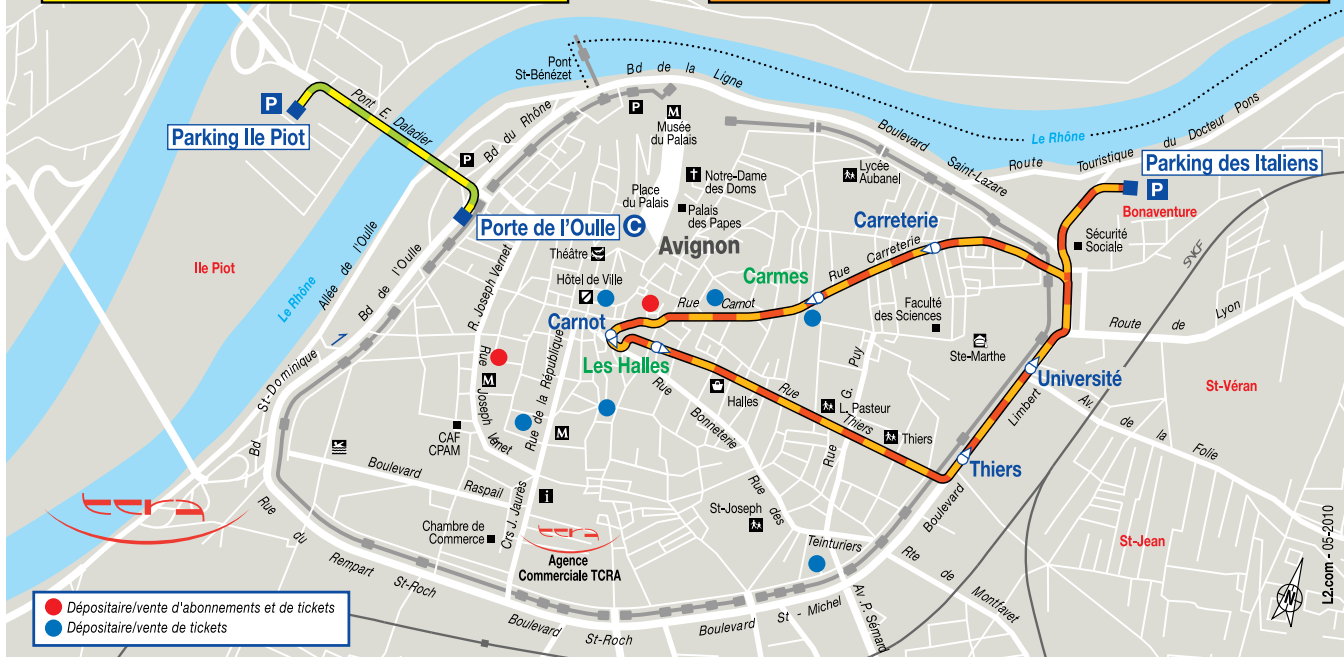 Pont
St-Bénézet
Bd de la Ligne
P
Parking Ile Piot
Pont E. Daladier
Bd du Rhône
P
P
M
Musée
du Palais
Boulevard Saint-Lazare
Le Rhône
Route Touristique du Docteur Pons
Parking des Italiens
P
Bonaventure
Lycée
Aubanel
Notre-Dame
des Doms
Place
du Palais
Palais
des Papes
Porte de l'Oulle
C
Avignon
Carreterie
Rue Carreterie
Sécurité
Sociale
SNCF
Ile Piot
Le Rhône
Allée de l'Oulle
Bd de l'Oulle
R. Joseph Vernet
Théâtre
Hôtel de Ville
Carmes
Rue Carnot
Carnot
Faculté
des Sciences
Ste-Marthe
Route de Lyon
St-Dominique
Bd
Rue Joseph Vernet
M
Rue de la République
Les Halles
Halles
Rue Thiers
Rue G. Puy
L. Pasteur
Thiers
Université
Limbert
St-Véran
Av. de la Folie
CAF
CPAM
M
Rue Bonneterie
Thiers
Boulevard Raspail
i
St-Joseph
Rue des Teinturiers
Boulevard
St-Jean
Chambre de
Commerce
Crs J. Jaurès
tcra
tcra
Agence
Commerciale TCRA
Rue du Rempart St-Roch
Boulevard St-Roch
Boulevard St - Michel
Av. P. Sémard
Rte de Montfavet
N
L2.com - 05-2010
Dépositaire/vente d'abonnements et de tickets
Dépositaire/vente de tickets